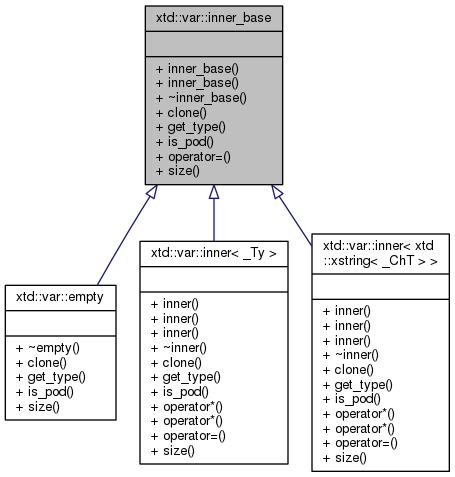 xtd::var::inner_base
+ inner_base()
+ inner_base()
+ ~inner_base()
+ clone()
+ get_type()
+ is_pod()
+ operator=()
+ size()
xtd::var::empty
+ ~empty()
+ clone()
+ get_type()
+ is_pod()
+ size()
xtd::var::inner< _Ty >
+ inner()
+ inner()
+ inner()
+ ~inner()
+ clone()
+ get_type()
+ is_pod()
+ operator*()
+ operator*()
+ operator=()
+ size()
xtd::var::inner< xtd
::xstring< _ChT > >
+ inner()
+ inner()
+ inner()
+ ~inner()
+ clone()
+ get_type()
+ is_pod()
+ operator*()
+ operator*()
+ operator=()
+ size()